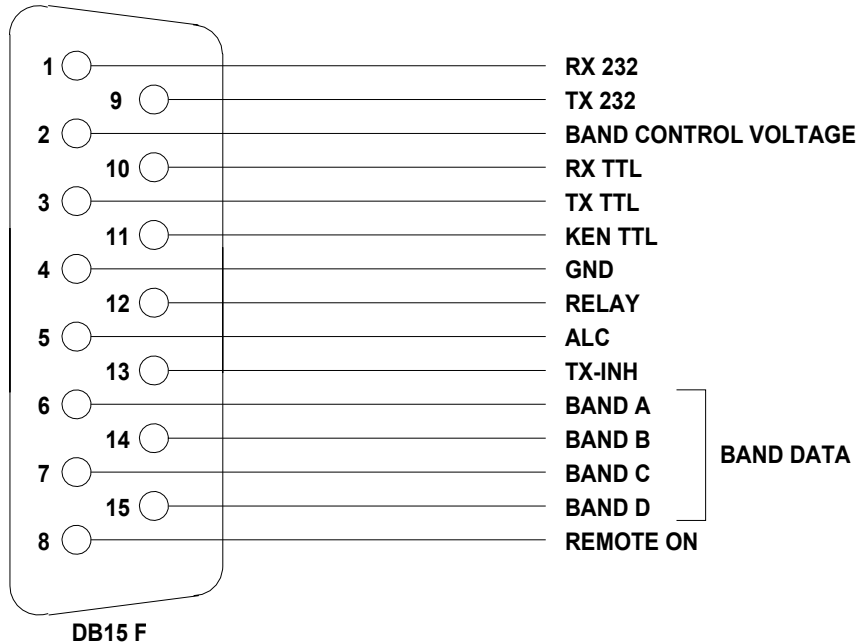 1 RX 232
9 TX 232
2 BAND CONTROL VOLTAGE
10 RX TTL
3 TX TTL
11 KEN TTL
4 GND
12 RELAY
5 ALC
13 TX-INH
6 BAND A
14 BAND B
7 BAND C
15 BAND D
BAND DATA
8 REMOTE ON
DB15 F